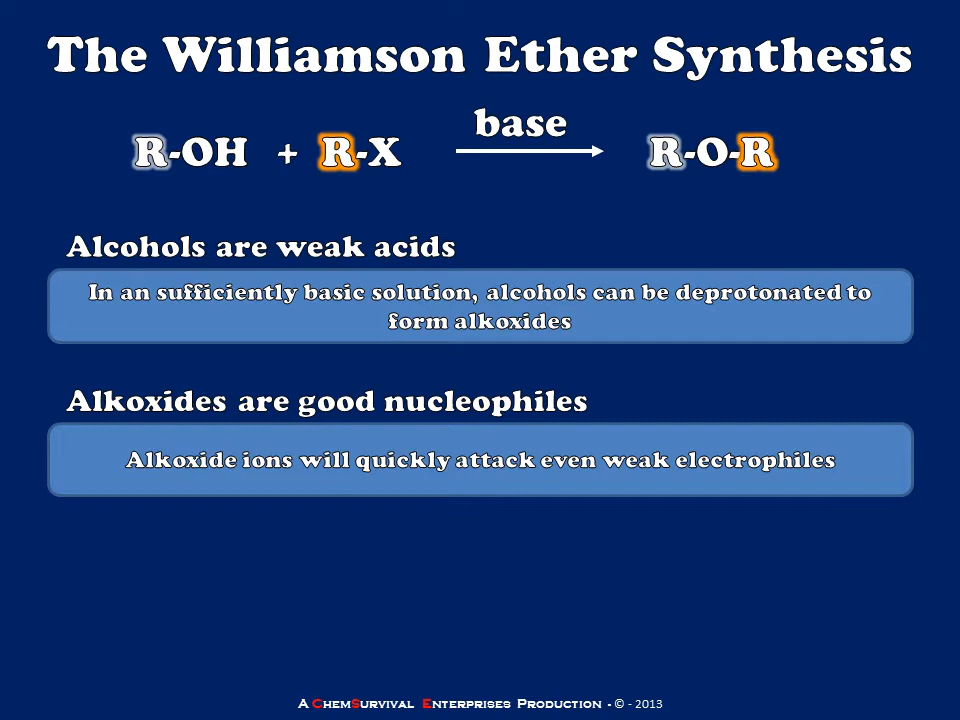 The Williamson Ether Synthesis
base
R-OH + R-X R-O-R
Alcohols are weak acids
In an sufficiently basic solution, alcohols can be deprotonated to
form alkoxides
Alkoxides are good nucleophiles
Alkoxide ions will quickly attack even weak electrophiles
A ChemSurvival Enterprises Production - © - 2013